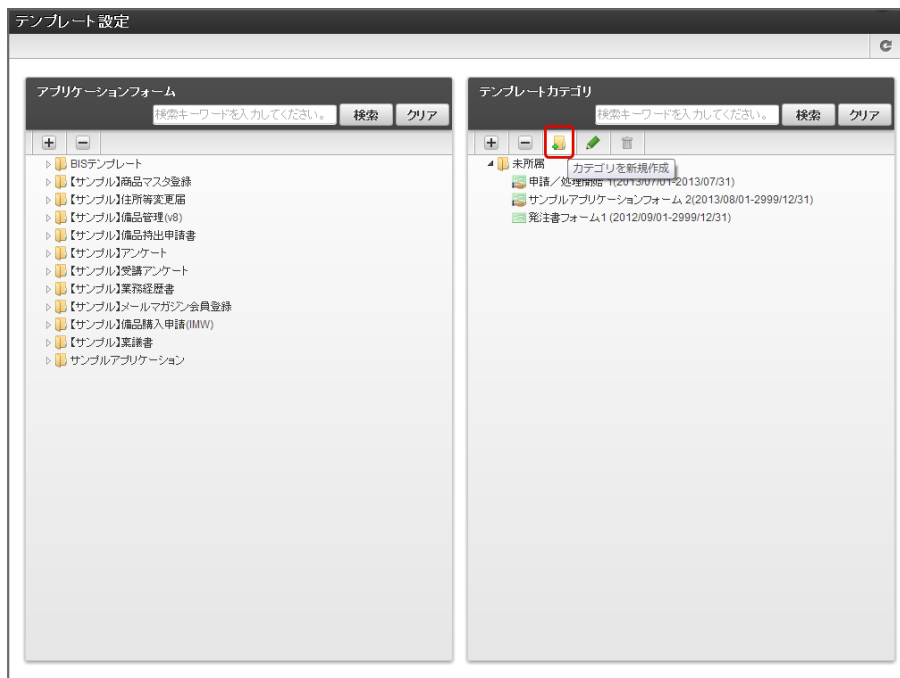 テンプレート設定
アプリケーションフォーム
検索キーワードを入力してください。 検索 クリア
BISテンプレート
【サンプル】商品マスタ登録
【サンプル】住所等変更届
【サンプル】備品管理(v8)
【サンプル】備品持出申請書
【サンプル】アンケート
【サンプル】受講アンケート
【サンプル】業務経歴書
【サンプル】メールマガジン会員登録
【サンプル】備品購入申請(IMW)
【サンプル】稟議書
サンプルアプリケーション
テンプレートカテゴリ
検索キーワードを入力してください。 検索 クリア
未所属
カテゴリを新規作成
申請/処理開始 1(2013/07/01-2013/07/31)
サンプルアプリケーションフォーム 2(2013/08/01-2999/12/31)
発注書フォーム1 (2012/09/01-2999/12/31)